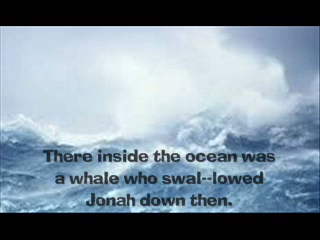 There inside the ocean was
a whale who swal--lowed
Jonah down then.